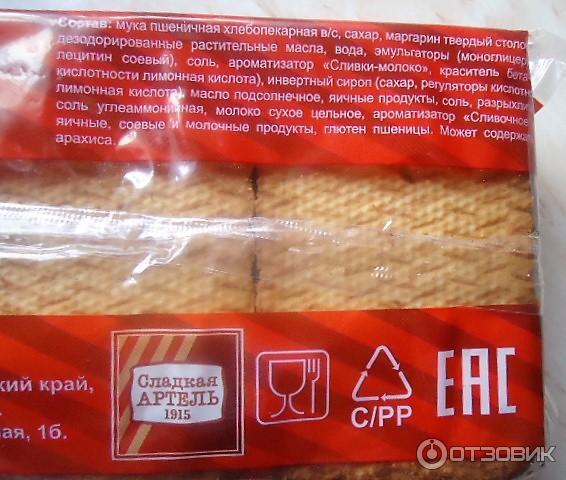 Состав: мука пшеничная хлебопекарная в/с, сахар, маргарин твердый столо
дезодорированные растительные масла, вода, эмульгаторы (моноглицер
лецитин соевый), соль, ароматизатор «Сливки-молоко», краситель бета
кислотности лимонная кислота), инвертный сироп (сахар, регуляторы кислотн
лимонная кислота), масло подсолнечное, яичные продукты, соль, разрыхли
соль углеаммонийная, молоко сухое цельное, ароматизатор «Сливочное
яичные, соевые и молочные продукты, глютен пшеницы. Может содержа
арахиса.
кий край,
вая, 1б.
Сладкая
АРТЕЛЬ
1915
C/PP
EAC
ОТЗОВИК